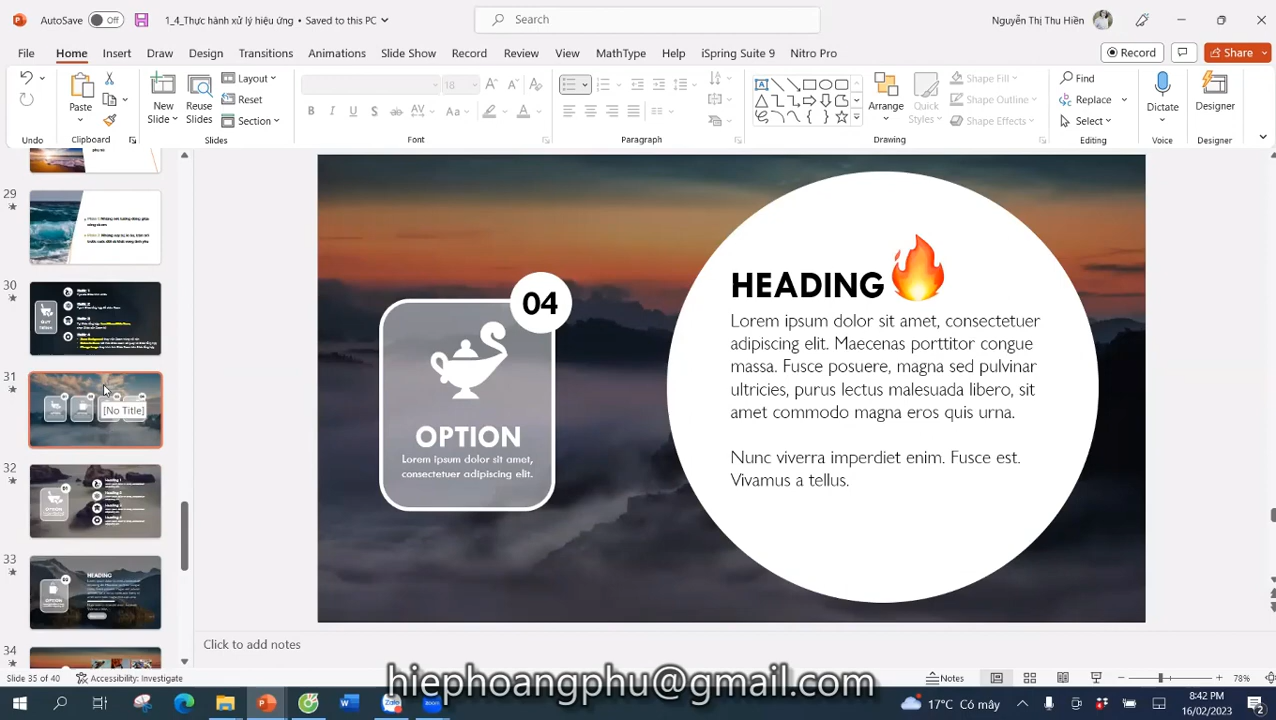 AutoSave Off 1_4_Thực hành xử lý hiệu ứng • Saved to this PC Search Nguyễn Thị Thu Hiền
File Home Insert Draw Design Transitions Animations Slide Show Record Review View MathType Help iSpring Suite 9 Nitro Pro Record Share
Undo
Paste
Clipboard
New Slide
Reuse Slides
Layout
Reset
Section
Slides
18
Font
Paragraph
Arrange
Quick Styles
Shape Fill
Shape Outline
Shape Effects
Drawing
Find
Replace
Select
Editing
Dictate
Voice
Designer
Designer
29
30
31
[No Title]
32
33
HEADING
34
04
OPTION
Lorem ipsum dolor sit amet,
consectetuer adipiscing elit.
HEADING
Lorem ipsum dolor sit amet, consectetuer
adipiscing elit. Maecenas porttitor congue
massa. Fusce posuere, magna sed pulvinar
ultricies, purus lectus malesuada libero, sit
amet commodo magna eros quis urna.
Nunc viverra imperdiet enim. Fusce est.
Vivamus a tellus.
Click to add notes
Slide 35 of 40 Accessibility: Investigate Notes 78%
hiephoangphu@gmail.com
17°C Có mây 8:42 PM
16/02/2023
2